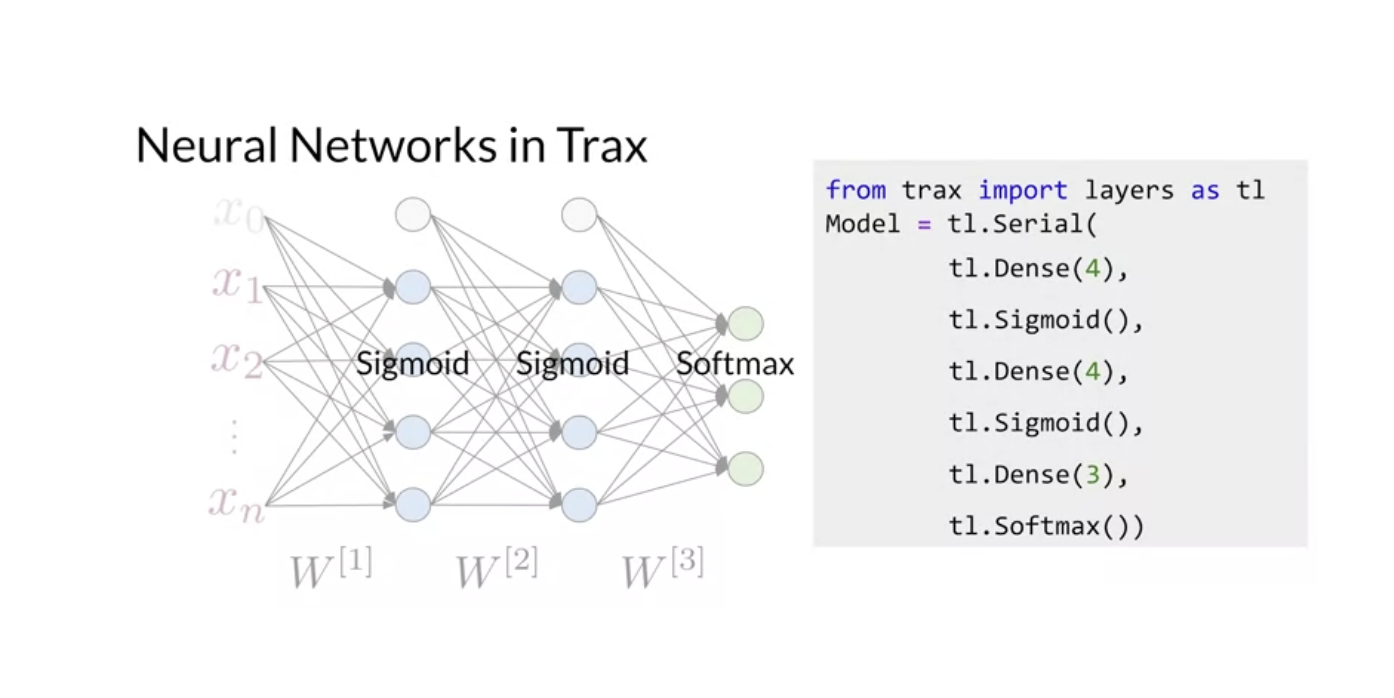 Neural Networks in Trax
x_0
x_1
x_2
⋮
x_n
Sigmoid
Sigmoid
Softmax
W^[1]
W^[2]
W^[3]
from trax import layers as tl
Model = tl.Serial(
tl.Dense(4),
tl.Sigmoid(),
tl.Dense(4),
tl.Sigmoid(),
tl.Dense(3),
tl.Softmax())